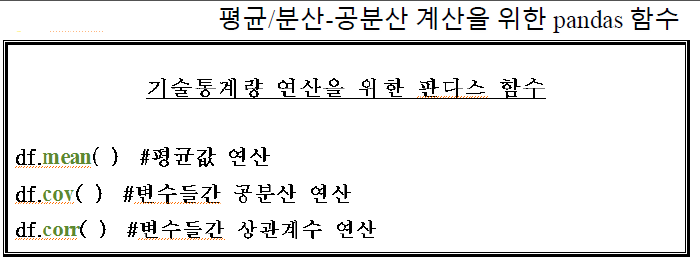 평균/분산-공분산 계산을 위한 pandas 함수
기술통계량 연산을 위한 판다스 함수
df.mean( ) #평균값 연산
df.cov( ) #변수들간 공분산 연산
df.corr( ) #변수들간 상관계수 연산